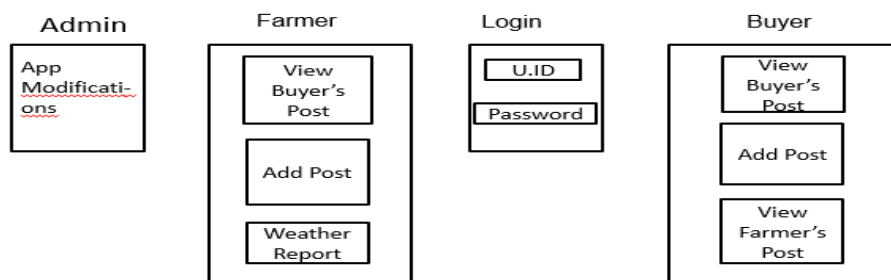 Admin
App
Modificati-
ons
Farmer
View
Buyer's
Post
Add Post
Weather
Report
Login
U.ID
Password
Buyer
View
Buyer's
Post
Add Post
View
Farmer's
Post